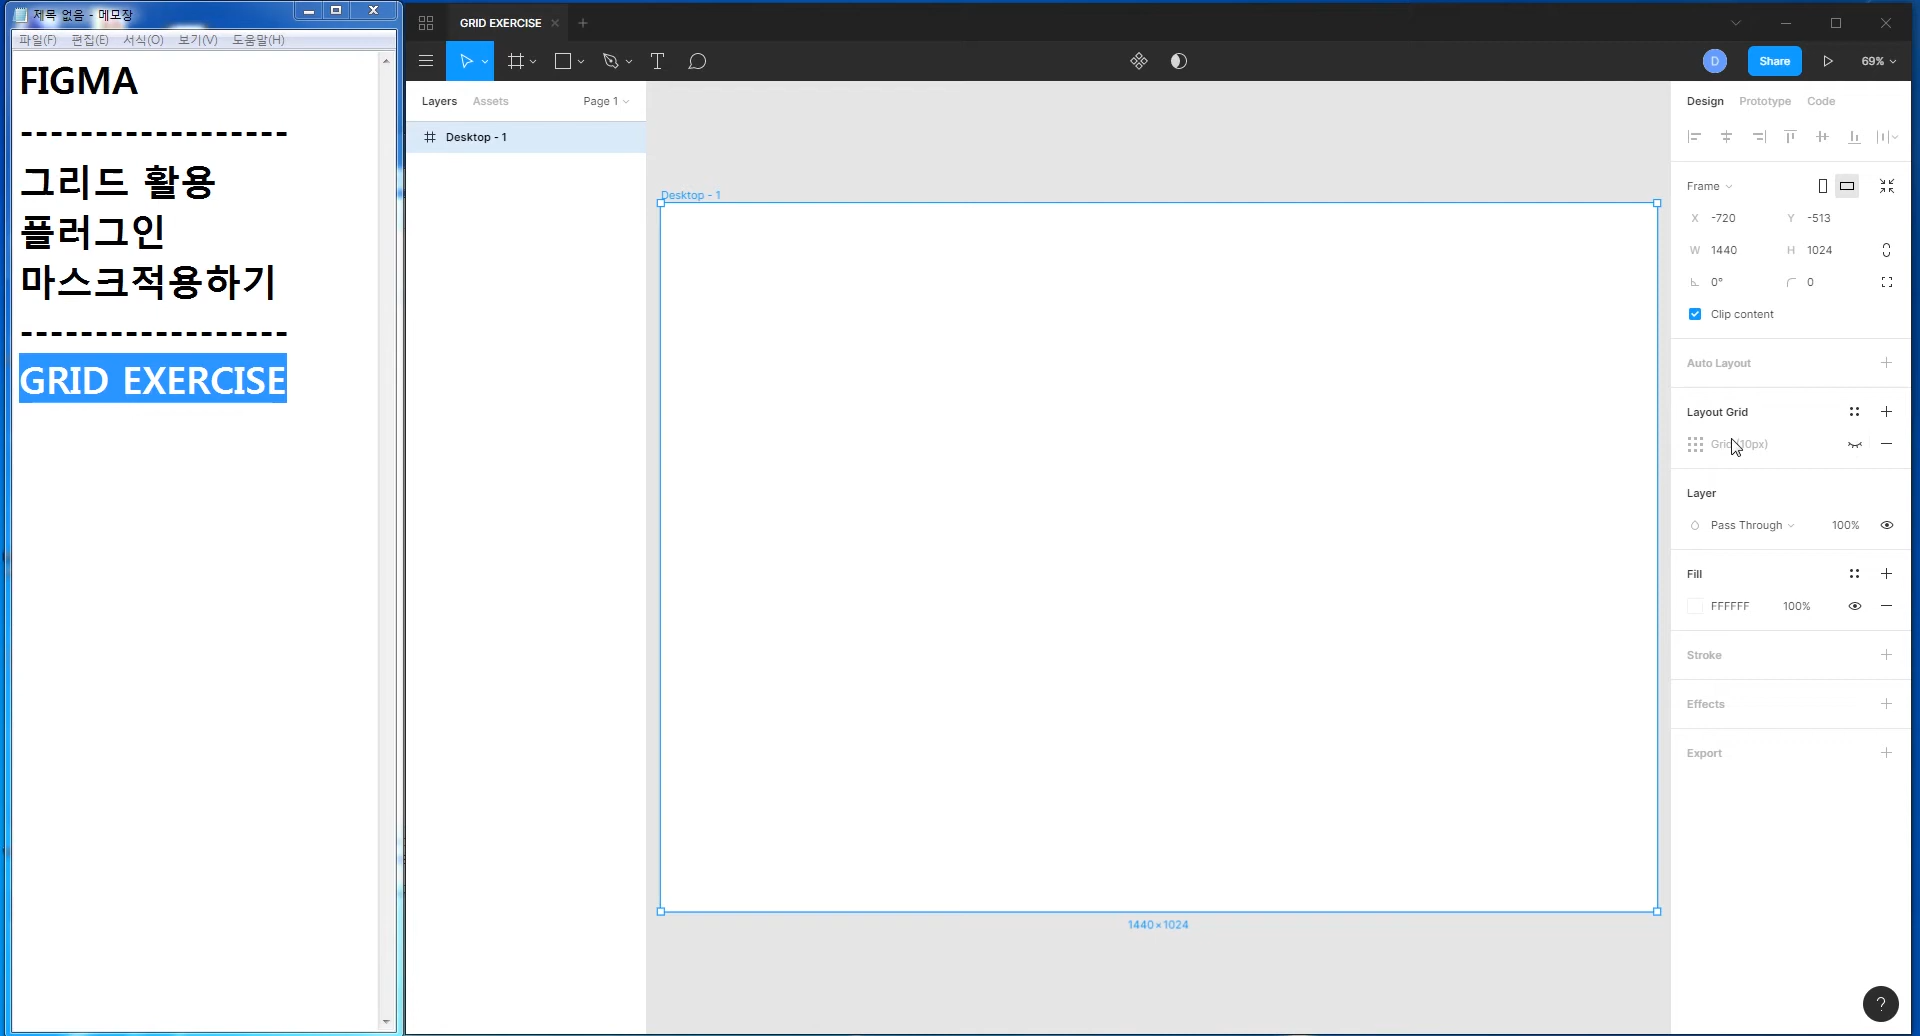 제목 없음 - 메모장
파일(F) 편집(E) 서식(O) 보기(V) 도움말(H)
FIGMA
------------------
그리드 활용
플러그인
마스크적용하기
------------------
GRID EXERCISE
GRID EXERCISE
D
Share
69%
Layers Assets Page 1
Desktop - 1
Desktop - 1
1440×1024
Design Prototype Code
Frame
X -720 Y -513
W 1440 H 1024
0° 0
Clip content
Auto Layout
Layout Grid
Grid (10px)
Layer
Pass Through 100%
Fill
FFFFFF 100%
Stroke
Effects
Export
?